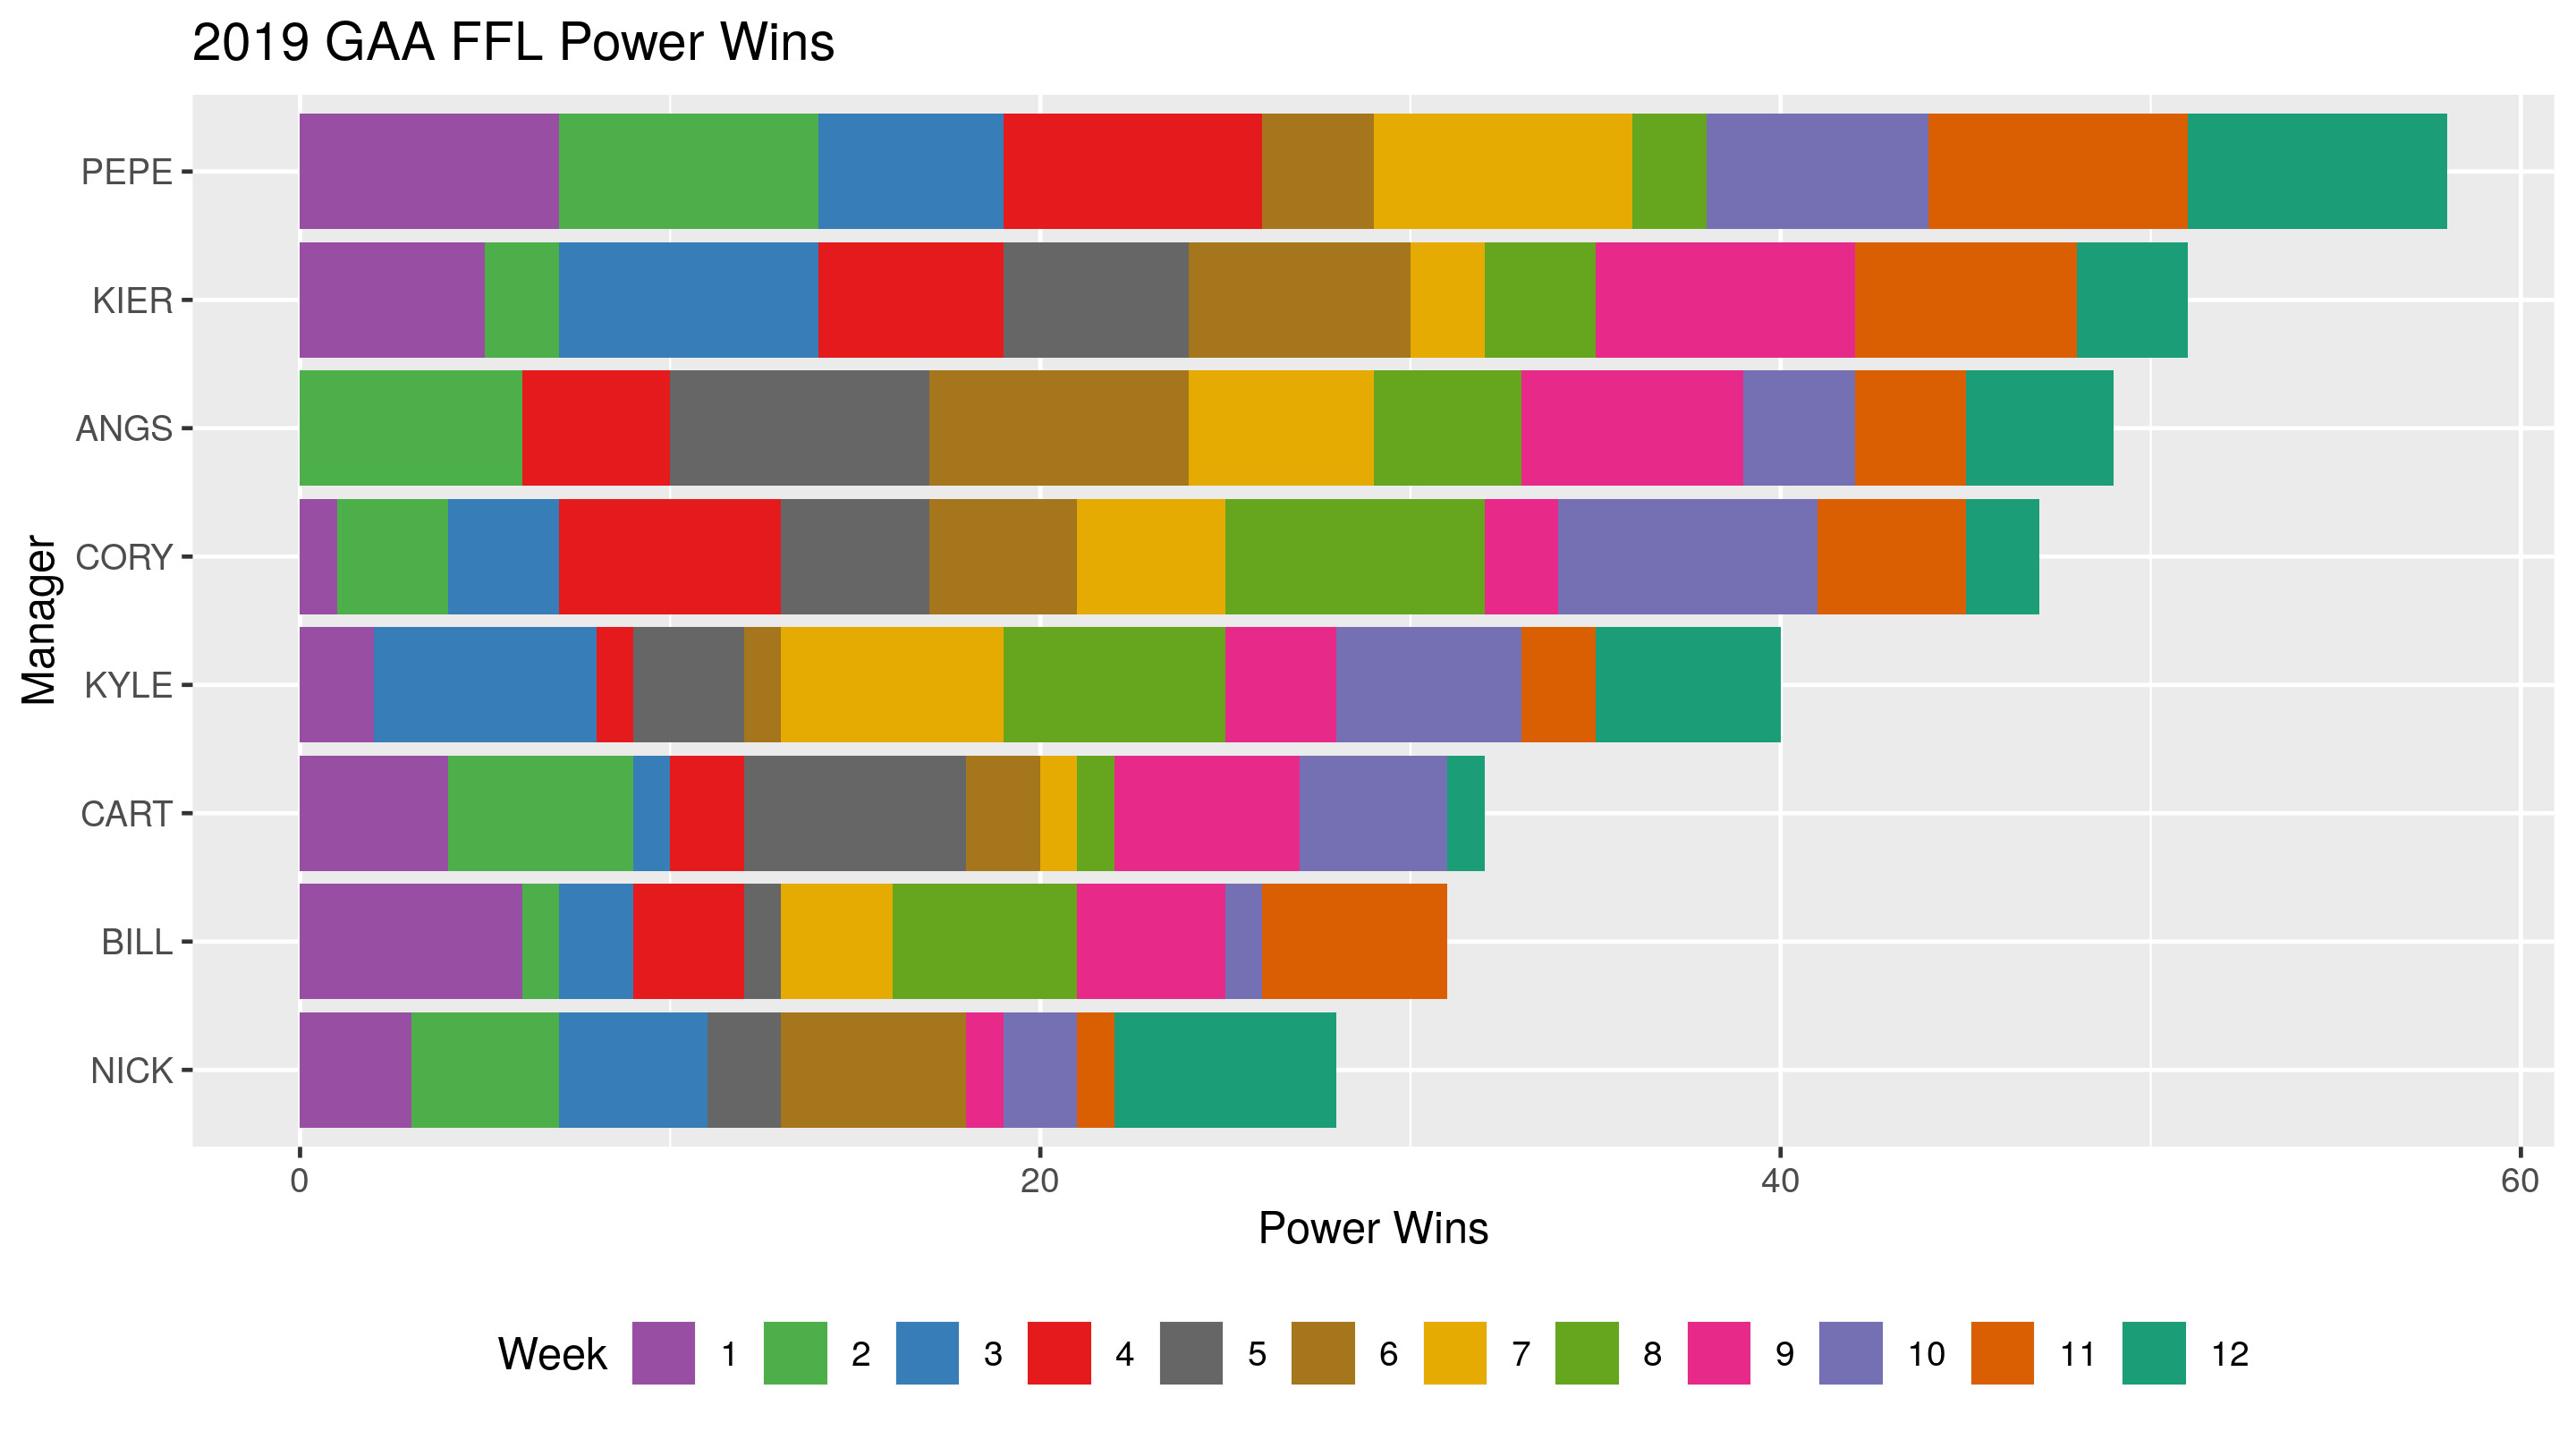 2019 GAA FFL Power Wins
Manager
PEPE
KIER
ANGS
CORY
KYLE
CART
BILL
NICK
0 20 40 60
Power Wins
Week 1 2 3 4 5 6 7 8 9 10 11 12